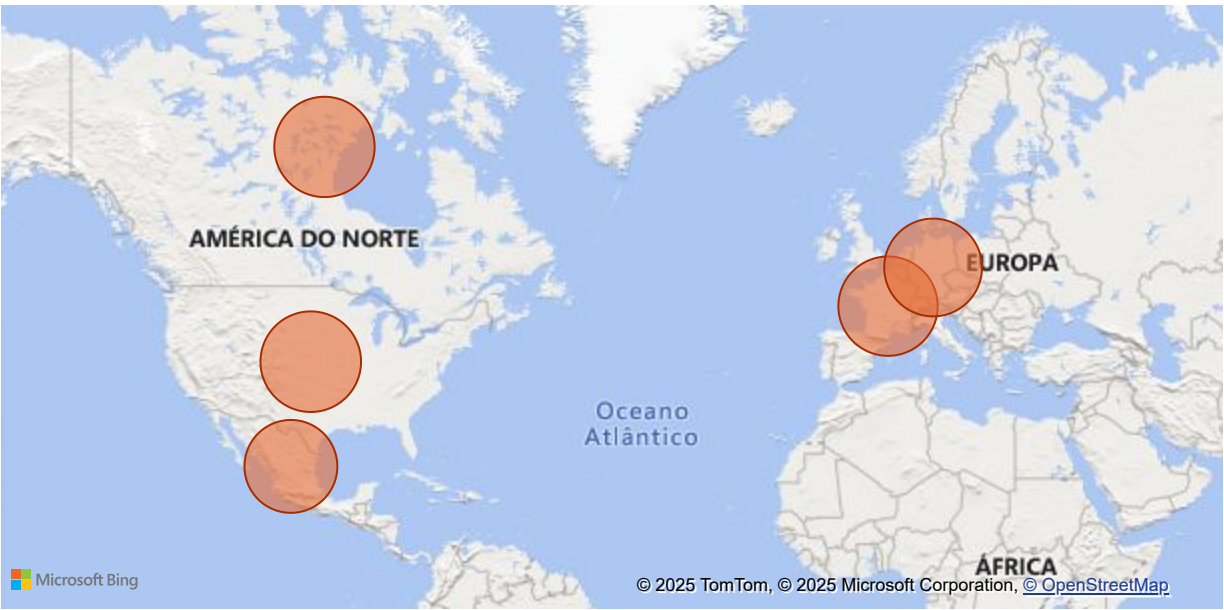 AMÉRICA DO NORTE
EUROPA
Oceano
Atlântico
ÁFRICA
Microsoft Bing
© 2025 TomTom, © 2025 Microsoft Corporation, © OpenStreetMap